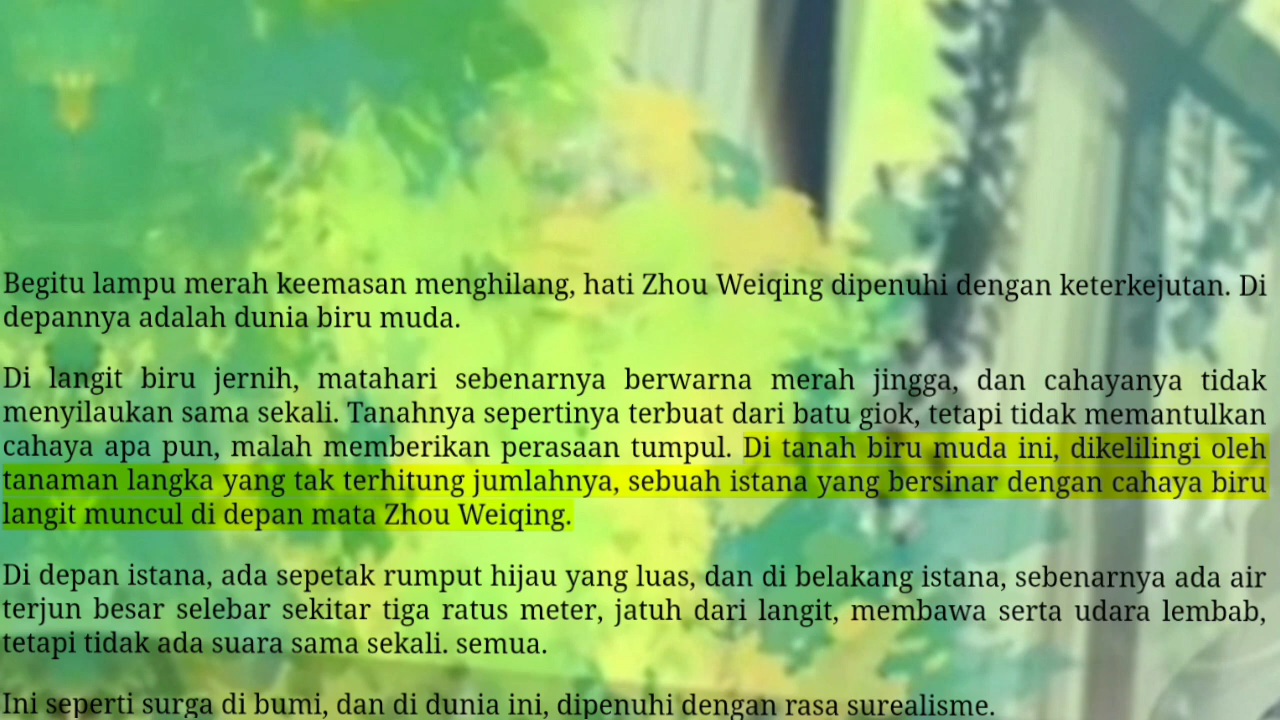 Begitu lampu merah keemasan menghilang, hati Zhou Weiqing dipenuhi dengan keterkejutan. Di
depannya adalah dunia biru muda.
Di langit biru jernih, matahari sebenarnya berwarna merah jingga, dan cahayanya tidak
menyilaukan sama sekali. Tanahnya sepertinya terbuat dari batu giok, tetapi tidak memantulkan
cahaya apa pun, malah memberikan perasaan tumpul. Di tanah biru muda ini, dikelilingi oleh
tanaman langka yang tak terhitung jumlahnya, sebuah istana yang bersinar dengan cahaya biru
langit muncul di depan mata Zhou Weiqing.
Di depan istana, ada sepetak rumput hijau yang luas, dan di belakang istana, sebenarnya ada air
terjun besar selebar sekitar tiga ratus meter, jatuh dari langit, membawa serta udara lembab,
tetapi tidak ada suara sama sekali. semua.
Ini seperti surga di bumi, dan di dunia ini, dipenuhi dengan rasa surealisme.